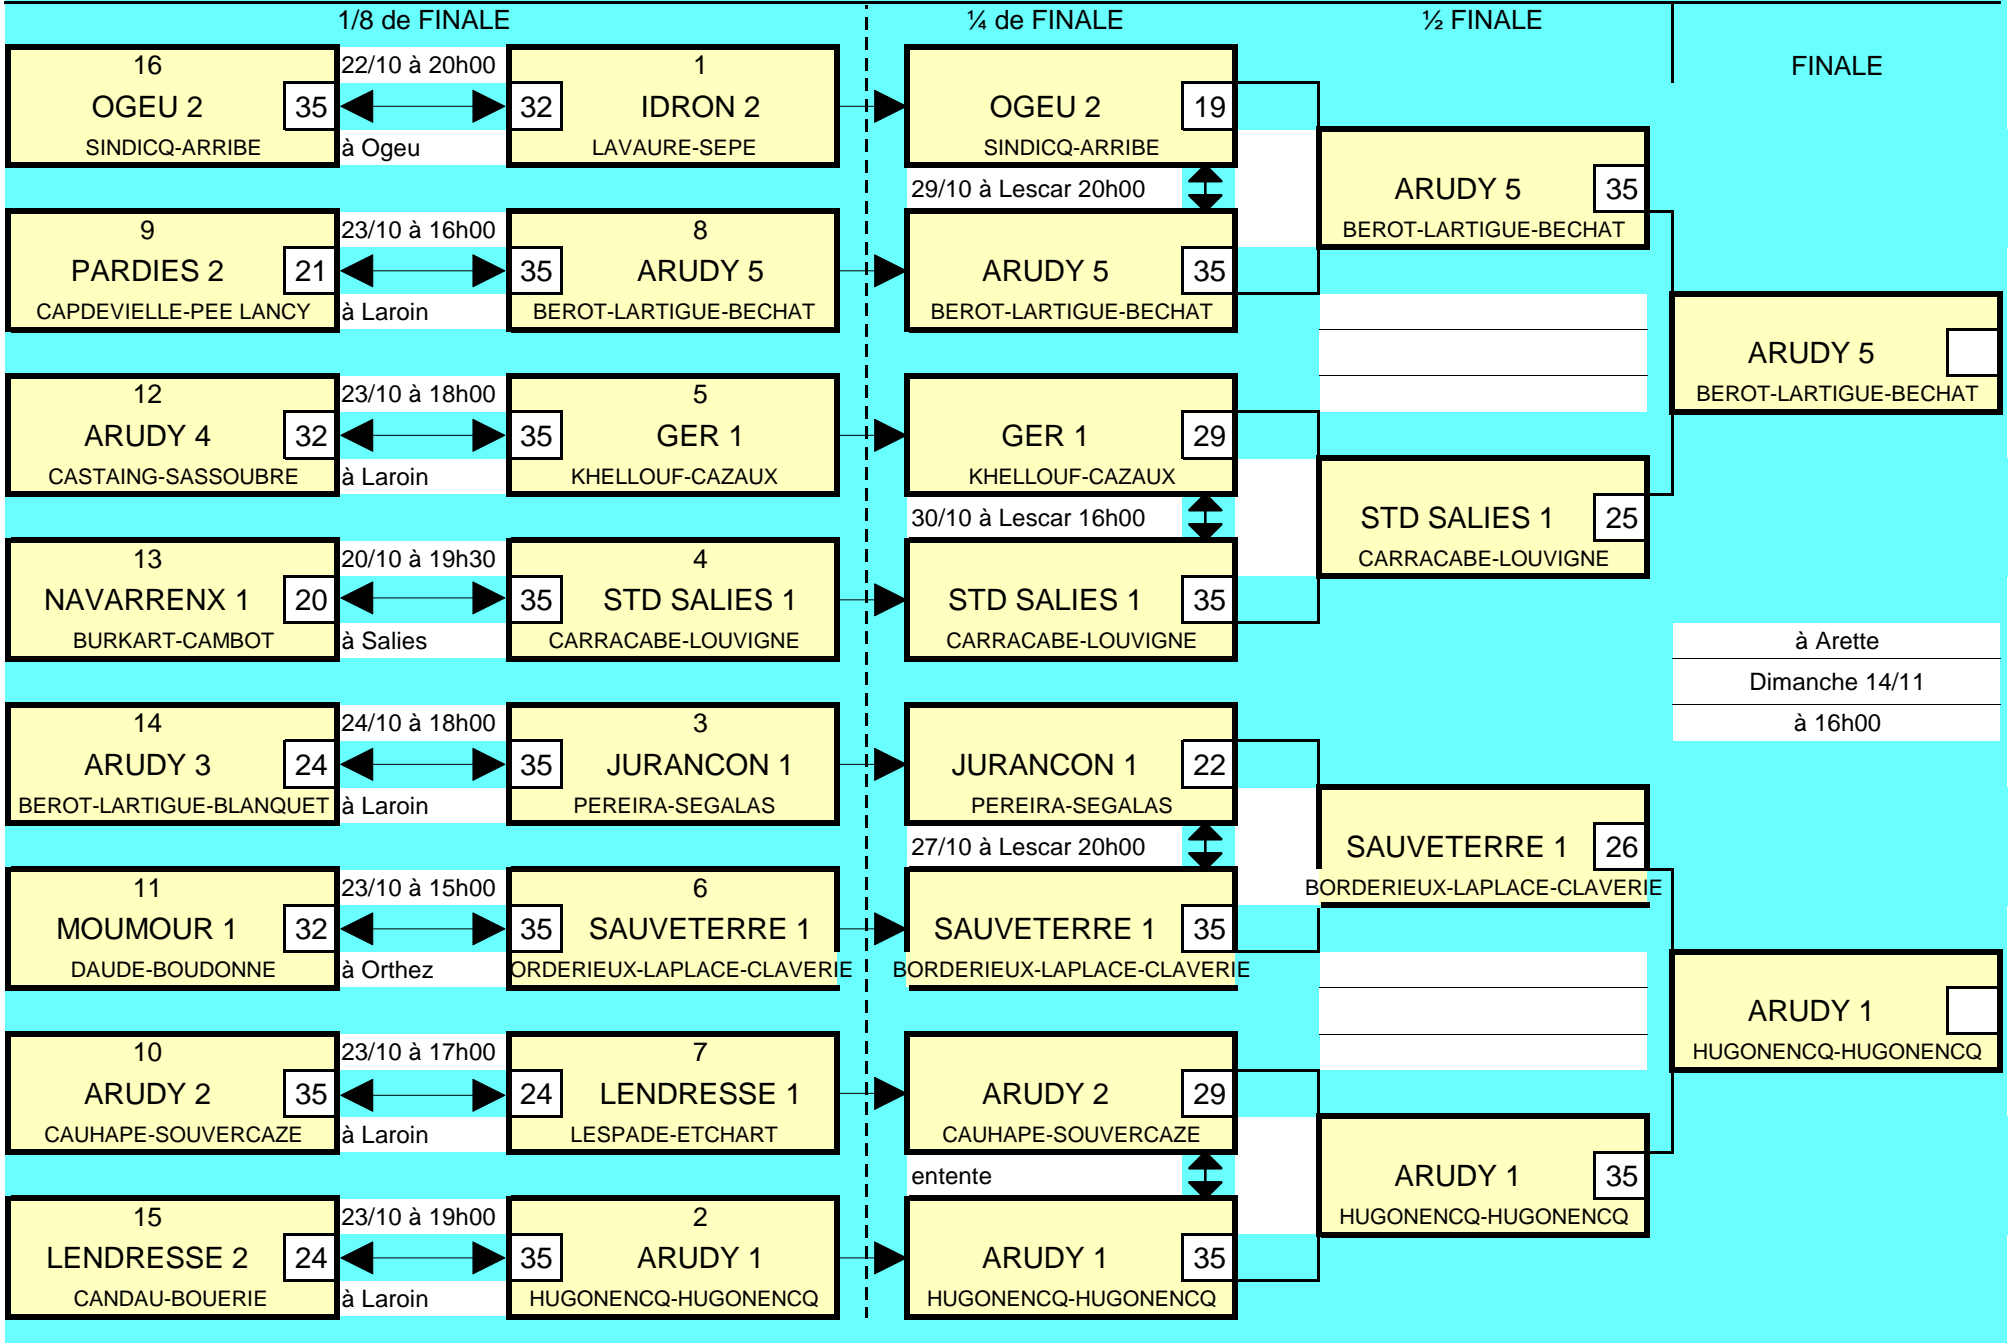 1/8 de FINALE
¼ de FINALE
½ FINALE
FINALE
16
22/10 à 20h00
1
OGEU 2
35
32
IDRON 2
SINDICQ-ARRIBE
à Ogeu
LAVAURE-SEPE
9
23/10 à 16h00
8
PARDIES 2
21
35
ARUDY 5
CAPDEVIELLE-PEE LANCY
à Laroin
BEROT-LARTIGUE-BECHAT
12
23/10 à 18h00
5
ARUDY 4
32
35
GER 1
CASTAING-SASSOUBRE
à Laroin
KHELLOUF-CAZAUX
13
20/10 à 19h30
4
NAVARRENX 1
20
35
STD SALIES 1
BURKART-CAMBOT
à Salies
CARRACABE-LOUVIGNE
14
24/10 à 18h00
3
ARUDY 3
24
35
JURANCON 1
BEROT-LARTIGUE-BLANQUET
à Laroin
PEREIRA-SEGALAS
11
23/10 à 15h00
6
MOUMOUR 1
32
35
SAUVETERRE 1
DAUDE-BOUDONNE
à Orthez
ORDERIEUX-LAPLACE-CLAVERIE
10
23/10 à 17h00
7
ARUDY 2
35
24
LENDRESSE 1
CAUHAPE-SOUVERCAZE
à Laroin
LESPADE-ETCHART
15
23/10 à 19h00
2
LENDRESSE 2
24
35
ARUDY 1
CANDAU-BOUERIE
à Laroin
HUGONENCQ-HUGONENCQ
OGEU 2
19
SINDICQ-ARRIBE
29/10 à Lescar 20h00
ARUDY 5
35
BEROT-LARTIGUE-BECHAT
GER 1
29
KHELLOUF-CAZAUX
30/10 à Lescar 16h00
STD SALIES 1
35
CARRACABE-LOUVIGNE
JURANCON 1
22
PEREIRA-SEGALAS
27/10 à Lescar 20h00
SAUVETERRE 1
35
BORDERIEUX-LAPLACE-CLAVERIE
ARUDY 2
29
CAUHAPE-SOUVERCAZE
entente
ARUDY 1
35
HUGONENCQ-HUGONENCQ
ARUDY 5
35
BEROT-LARTIGUE-BECHAT
STD SALIES 1
25
CARRACABE-LOUVIGNE
SAUVETERRE 1
26
BORDERIEUX-LAPLACE-CLAVERIE
ARUDY 1
35
HUGONENCQ-HUGONENCQ
ARUDY 5
BEROT-LARTIGUE-BECHAT
à Arette
Dimanche 14/11
à 16h00
ARUDY 1
HUGONENCQ-HUGONENCQ